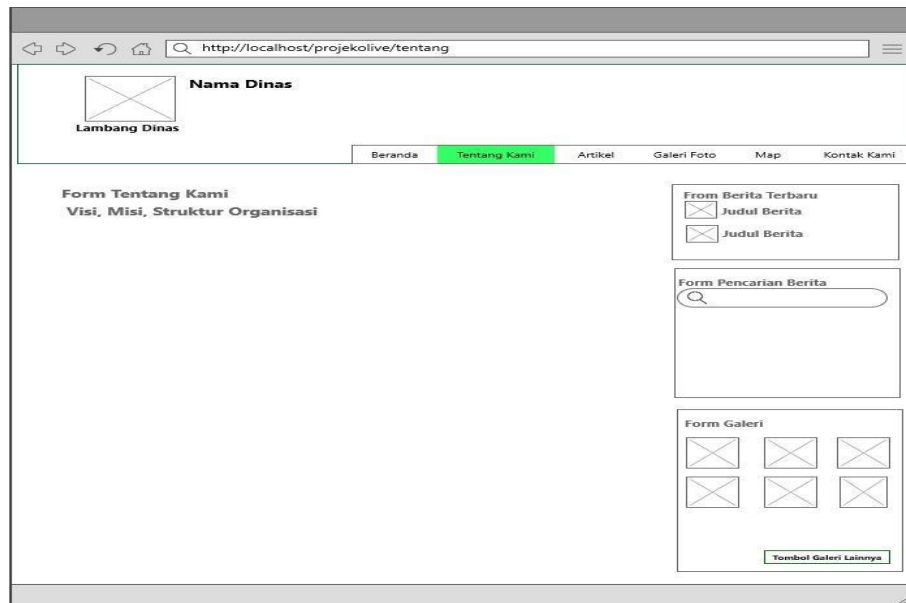 http://localhost/projekolive/tentang
Nama Dinas
Lambang Dinas
Beranda Tentang Kami Artikel Galeri Foto Map Kontak Kami
Form Tentang Kami
Visi, Misi, Struktur Organisasi
From Berita Terbaru
Judul Berita
Judul Berita
Form Pencarian Berita
Form Galeri
Tombol Galeri Lainnya